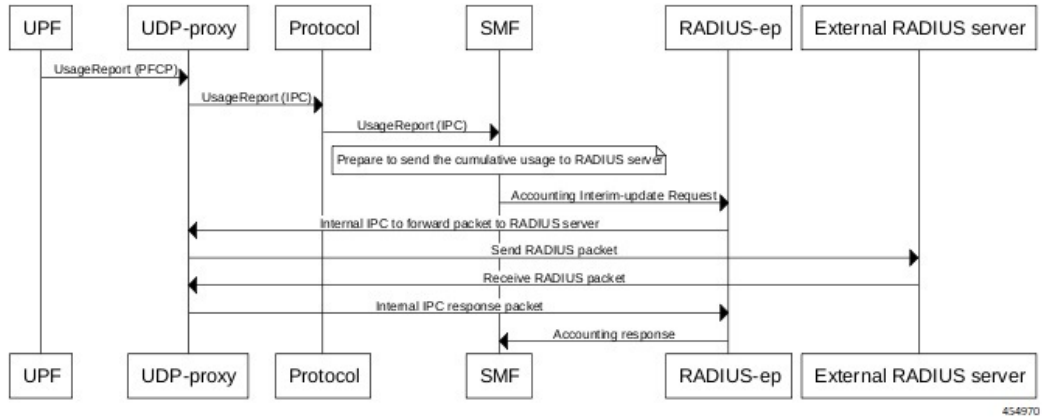 UPF UDP-proxy Protocol SMF RADIUS-ep External RADIUS server
UsageReport (PFCP)
UsageReport (IPC)
UsageReport (IPC)
Prepare to send the cumulative usage to RADIUS server
Accounting Interim-update Request
Internal IPC to forward packet to RADIUS server
Send RADIUS packet
Receive RADIUS packet
Internal IPC response packet
Accounting response
UPF UDP-proxy Protocol SMF RADIUS-ep External RADIUS server
454970